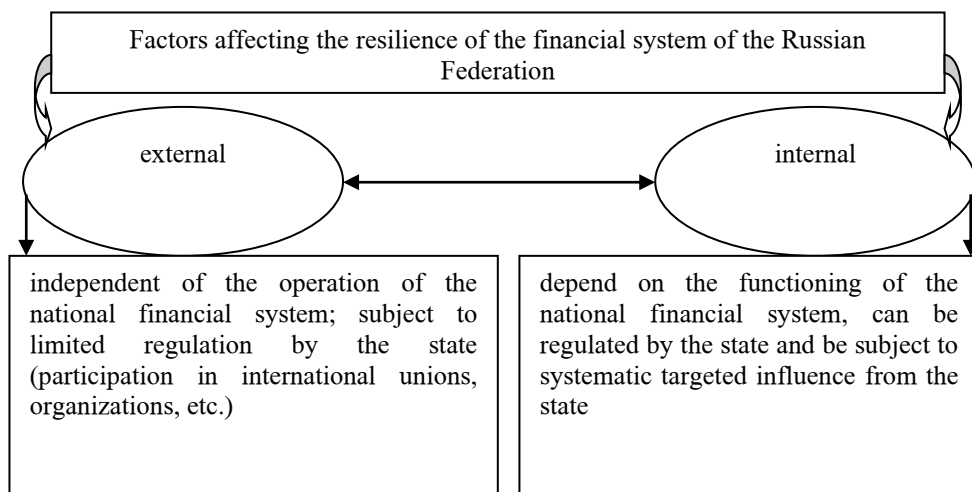 Factors affecting the resilience of the financial system of the Russian
Federation
external
internal
independent of the operation of the
national financial system; subject to
limited regulation by the state
(participation in international unions,
organizations, etc.)
depend on the functioning of the
national financial system, can be
regulated by the state and be subject to
systematic targeted influence from the
state